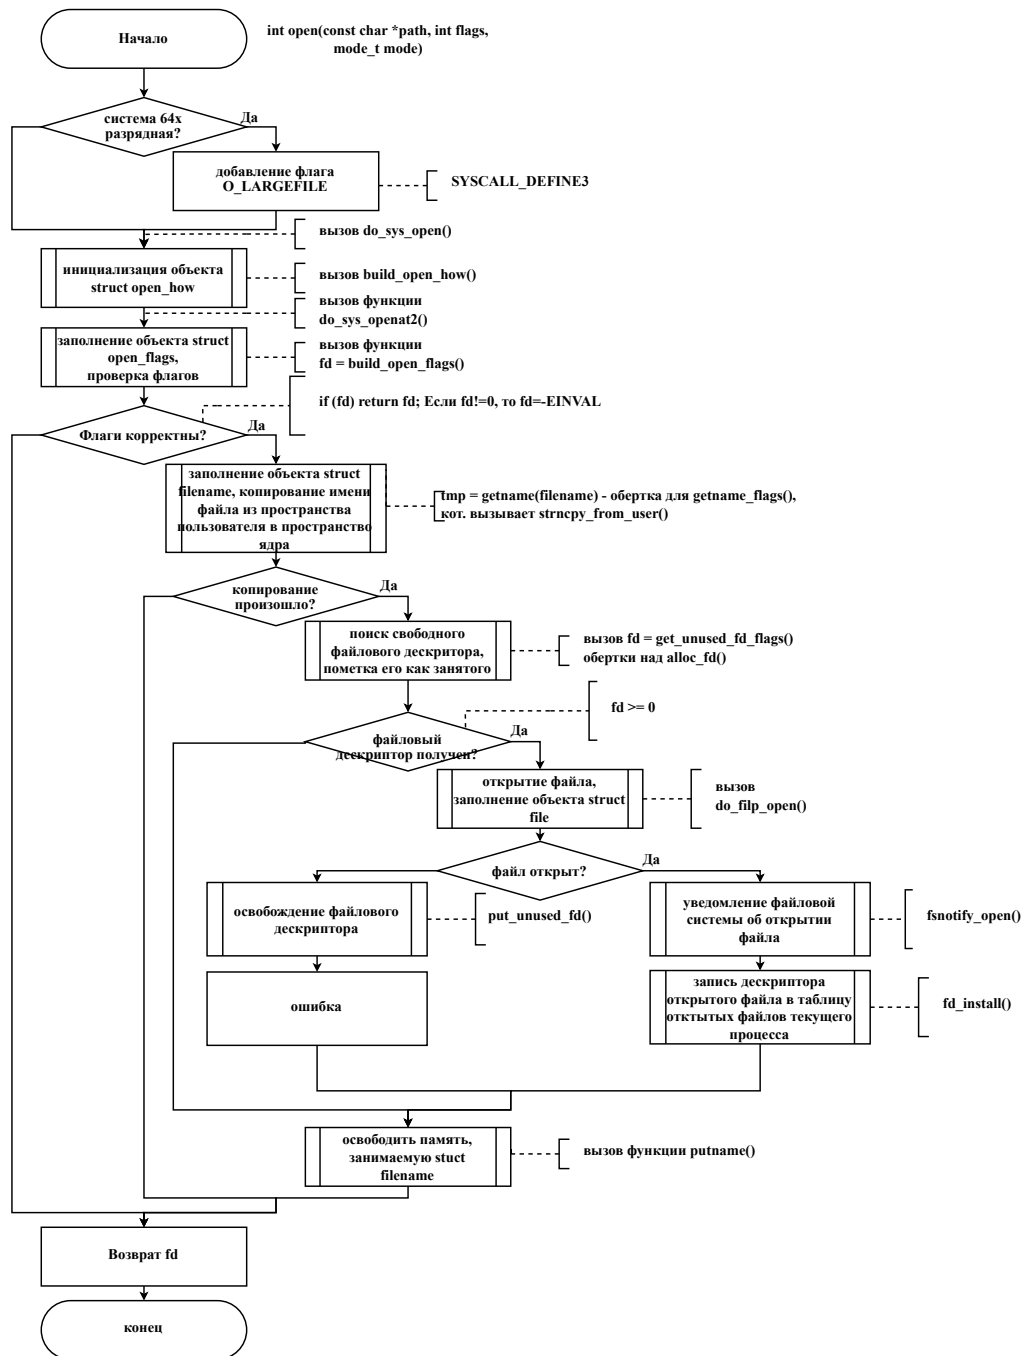 Начало
int open(const char *path, int flags,
mode_t mode)
система 64х
разрядная?
Да
добавление флага
O_LARGEFILE
SYSCALL_DEFINE3
вызов do_sys_open()
инициализация объекта
struct open_how
вызов build_open_how()
вызов функции
do_sys_openat2()
заполнение объекта struct
open_flags,
проверка флагов
вызов функции
fd = build_open_flags()
if (fd) return fd; Если fd!=0, то fd=-EINVAL
Флаги корректны?
Да
заполнение объекта struct
filename, копирование имени
файла из пространства
пользователя в пространство
ядра
tmp = getname(filename) - обертка для getname_flags(),
кот. вызывает strncpy_from_user()
копирование
произошло?
Да
поиск свободного
файлового дескритора,
пометка его как занятого
вызов fd = get_unused_fd_flags()
обертки над alloc_fd()
fd >= 0
файловый
дескриптор получен?
Да
открытие файла,
заполнение объекта struct
file
вызов
do_filp_open()
файл открыт?
Да
освобождение файлового
дескриптора
put_unused_fd()
уведомление файловой
системы об открытии
файла
fsnotify_open()
ошибка
запись дескриптора
открытого файла в таблицу
отктытых файлов текущего
процесса
fd_install()
освободить память,
занимаемую stuct
filename
вызов функции putname()
Возврат fd
конец